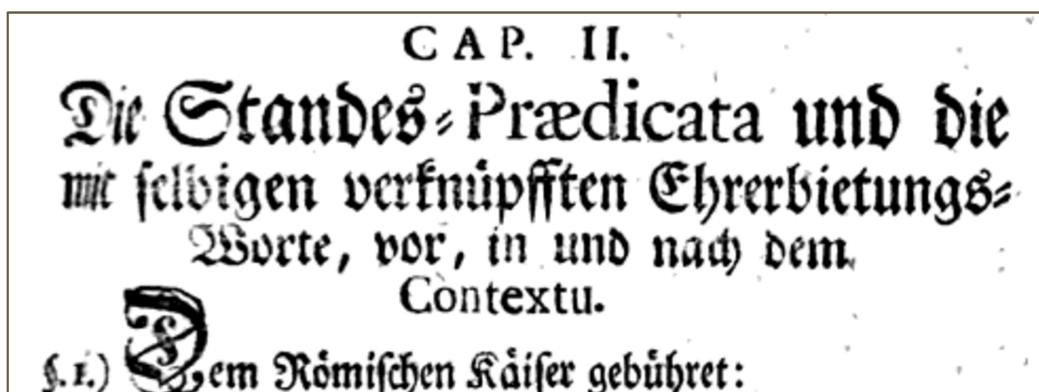 CAP. II.
Die Standes-Prædicata und die
mit selbigen verknüpfften Ehrerbietungs-
Worte, vor, in und nach dem
Contextu.
§. 1.) Dem Römischen Käiser gebühret: